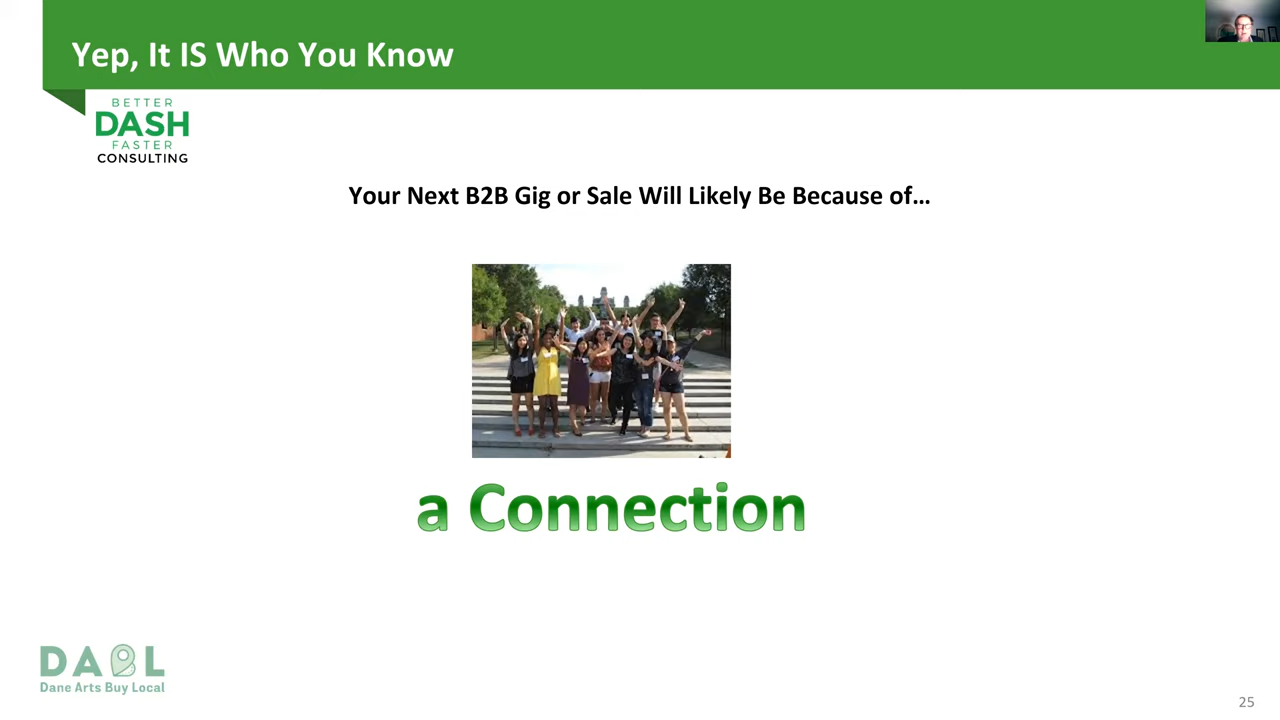 Yep, It IS Who You Know
BETTER
DASH
FASTER
CONSULTING
Your Next B2B Gig or Sale Will Likely Be Because of…
a Connection
DABL
Dane Arts Buy Local
25